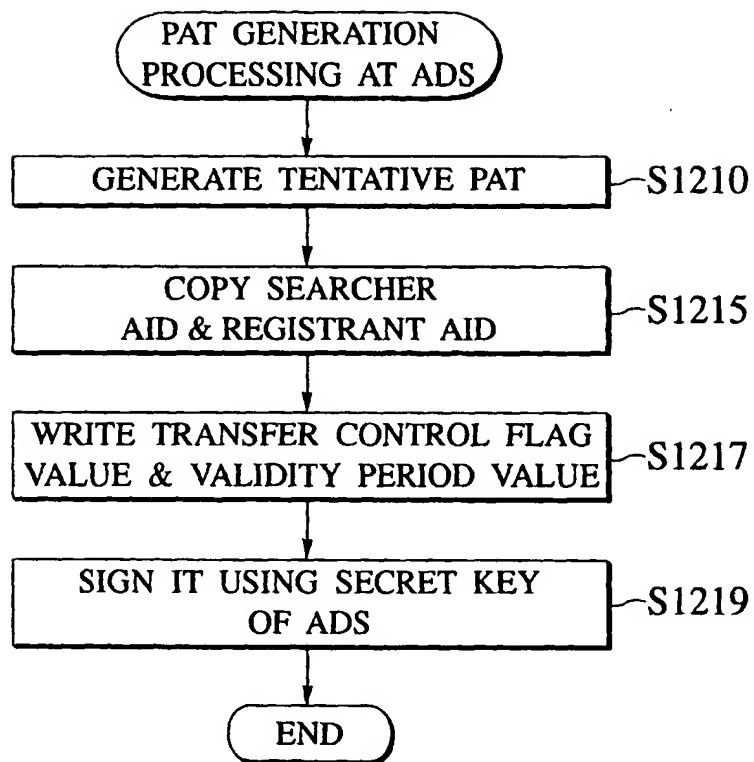 PAT GENERATION
PROCESSING AT ADS
GENERATE TENTATIVE PAT
S1210
COPY SEARCHER
AID & REGISTRANT AID
S1215
WRITE TRANSFER CONTROL FLAG
VALUE & VALIDITY PERIOD VALUE
S1217
SIGN IT USING SECRET KEY
OF ADS
S1219
END